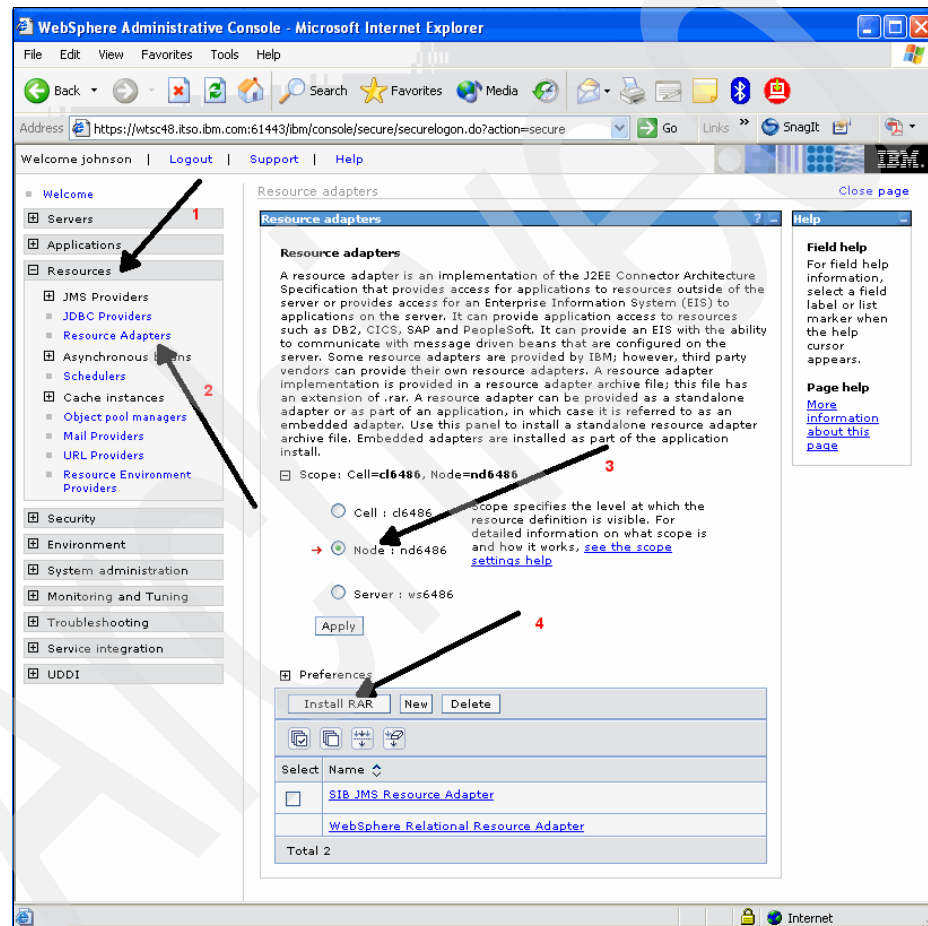 WebSphere Administrative Console - Microsoft Internet Explorer
File Edit View Favorites Tools Help
Back Search Favorites Media
Address https://wtsc48.itso.ibm.com:61443/ibm/console/secure/securelogon.do?action=secure Go Links » SnagIt
Welcome johnson | Logout | Support | Help IBM.
Welcome
Servers
Applications
Resources
JMS Providers
JDBC Providers
Resource Adapters
Asynchronous
Schedulers
Cache instances
Object pool managers
Mail Providers
URL Providers
Resource Environment
Providers
Security
Environment
System administration
Monitoring and Tuning
Troubleshooting
Service integration
UDDI
1
2
Resource adapters Close page
Resource adapters ? –
Resource adapters
A resource adapter is an implementation of the J2EE Connector Architecture
Specification that provides access for applications to resources outside of the
server or provides access for an Enterprise Information System (EIS) to
applications on the server. It can provide application access to resources
such as DB2, CICS, SAP and PeopleSoft. It can provide an EIS with the ability
to communicate with message driven beans that are configured on the
server. Some resource adapters are provided by IBM; however, third party
vendors can provide their own resource adapters. A resource adapter
implementation is provided in a resource adapter archive file; this file has
an extension of .rar. A resource adapter can be provided as a standalone
adapter or as part of an application, in which case it is referred to as an
embedded adapter. Use this panel to install a standalone resource adapter
archive file. Embedded adapters are installed as part of the application
install.
3
Scope: Cell=cl6486, Node=nd6486
Cell : cl6486
Node : nd6486
Server : ws6486
Scope specifies the level at which the
resource definition is visible. For
detailed information on what scope is
and how it works, see the scope
settings help
Apply
4
Preferences
Install RAR New Delete
Select Name
SIB JMS Resource Adapter
WebSphere Relational Resource Adapter
Total 2
Help –
Field help
For field help
information,
select a field
label or list
marker when
the help
cursor
appears.
Page help
More
information
about this
page
Internet